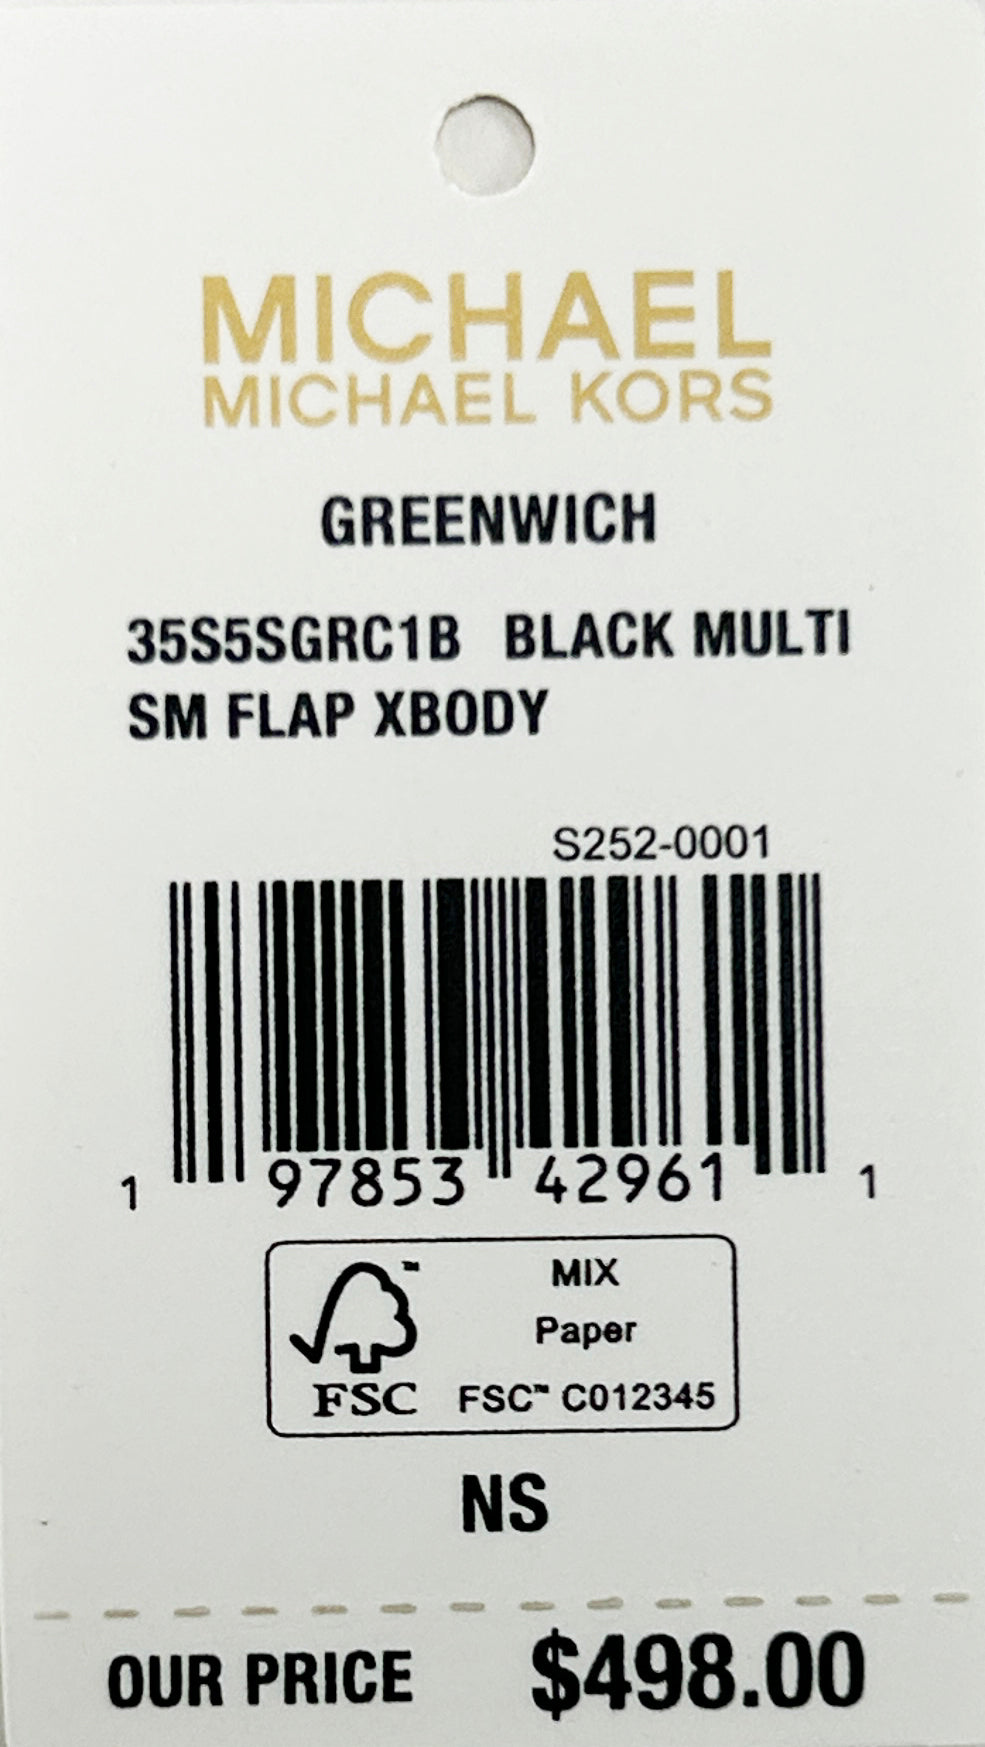 MICHAEL
MICHAEL KORS
GREENWICH
35S5SGRC1B BLACK MULTI
SM FLAP XBODY
S252-0001
1 97853 42961 1
™
MIX
Paper
FSC FSC™ C012345
NS
OUR PRICE $498.00